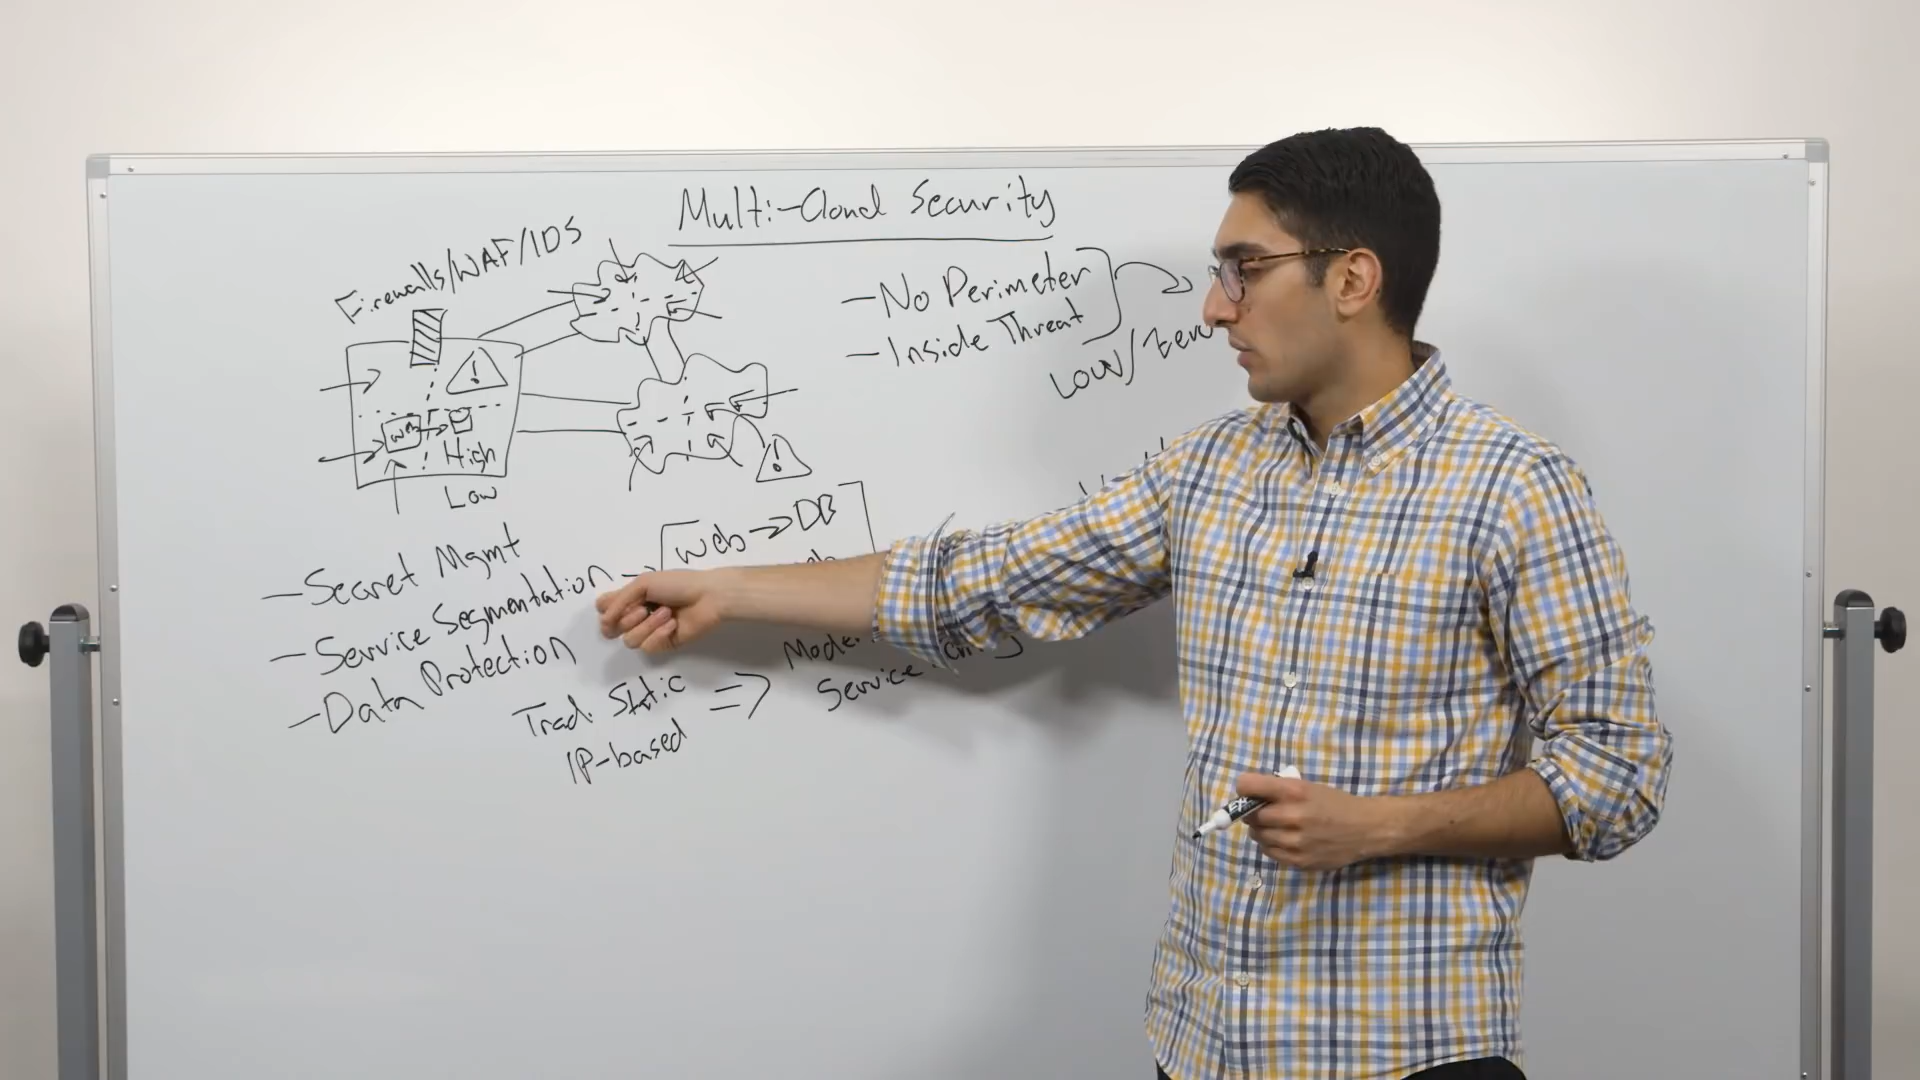 Multi-Cloud Security
Firewalls/WAF/IDS
- No Perimeter
- Inside Threat
Low/Zero
!
web
High
Low
!
- Secret Mgmt
- Service Segmentation →
Web → DB
- Data Protection
Trad. Static
IP-based
=>
Service
EXP